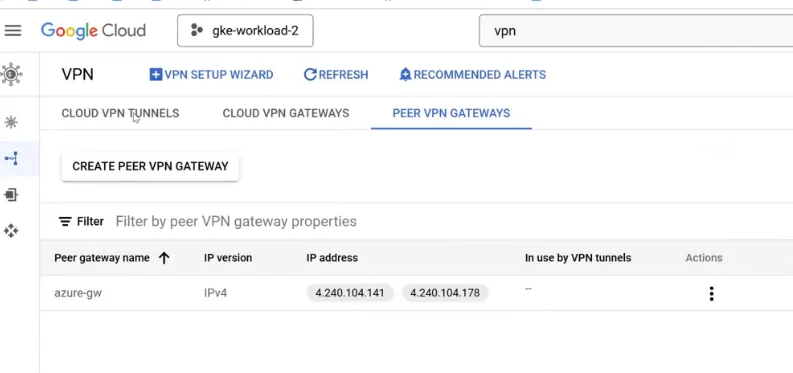 Google Cloud
gke-workload-2
vpn
VPN
VPN SETUP WIZARD
REFRESH
RECOMMENDED ALERTS
CLOUD VPN TUNNELS
CLOUD VPN GATEWAYS
PEER VPN GATEWAYS
CREATE PEER VPN GATEWAY
Filter Filter by peer VPN gateway properties
Peer gateway name IP version IP address In use by VPN tunnels Actions
azure-gw IPv4 4.240.104.141 4.240.104.178 –